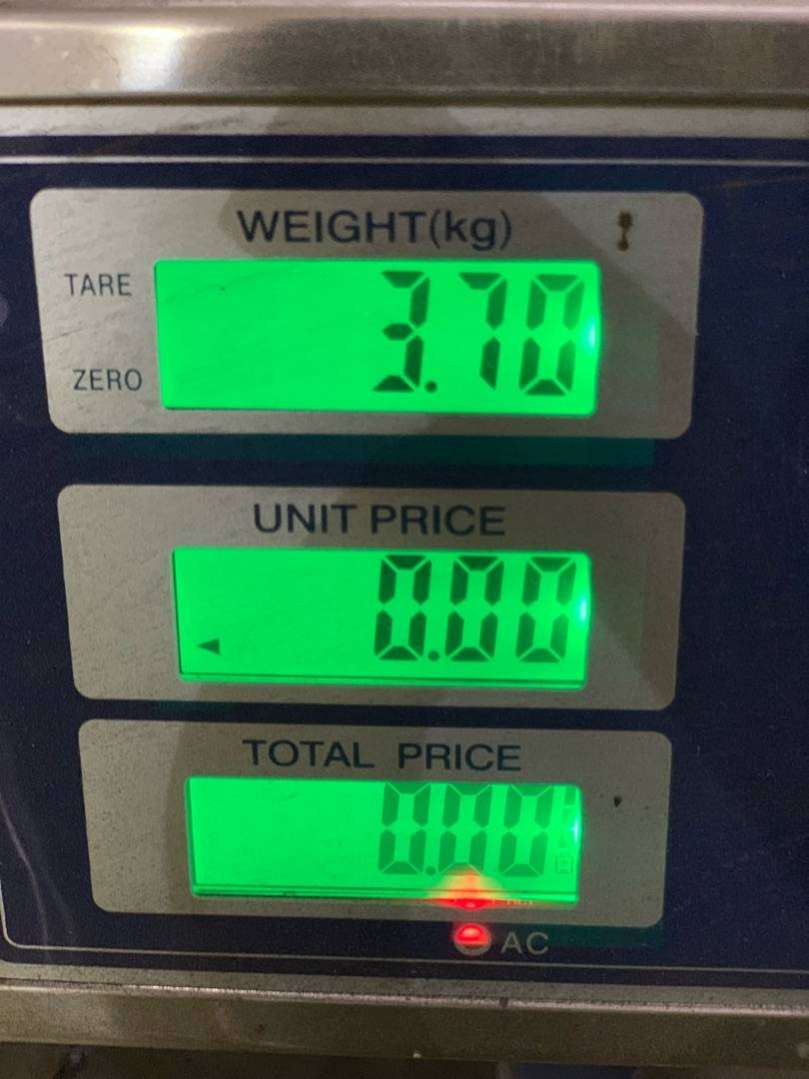 WEIGHT(kg)
TARE
3.70
ZERO
UNIT PRICE
0.00
TOTAL PRICE
0.00
AC